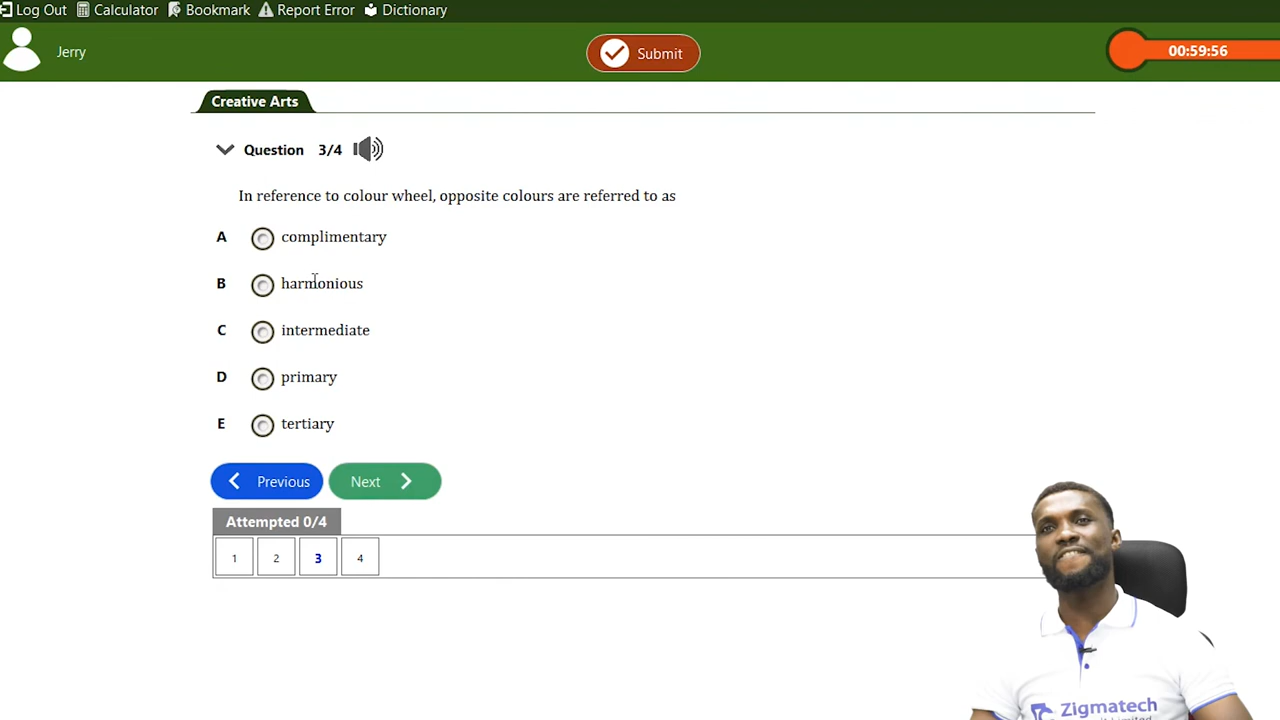 Log Out Calculator Bookmark Report Error Dictionary
Jerry
Submit
00:59:56
Creative Arts
Question 3/4
In reference to colour wheel, opposite colours are referred to as
A complimentary
B harmonious
C intermediate
D primary
E tertiary
Previous Next
Attempted 0/4
1 2 3 4
Zigmatech
Limited